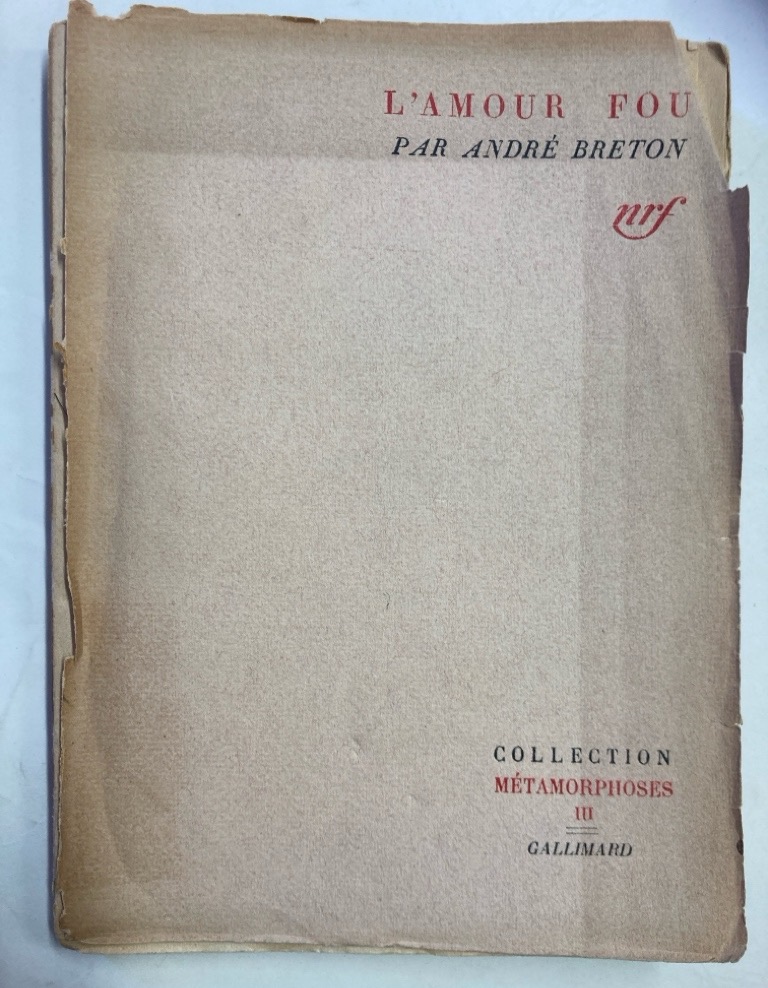 L'AMOUR FOU
PAR ANDRÉ BRETON
nrf
COLLECTION
MÉTAMORPHOSES
III
GALLIMARD